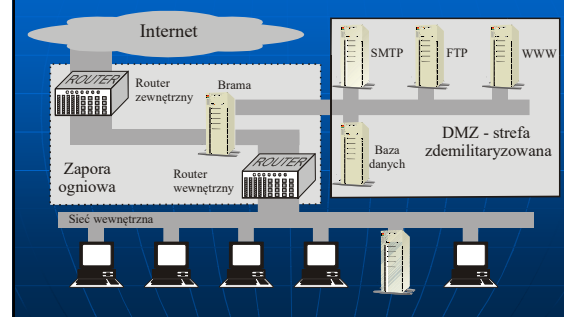 Internet
SMTP
FTP
WWW
ROUTER
Router
zewnętrzny
Brama
DMZ - strefa
zdemilitaryzowana
Baza
danych
Zapora
ogniowa
ROUTER
Router
wewnętrzny
Sieć wewnętrzna